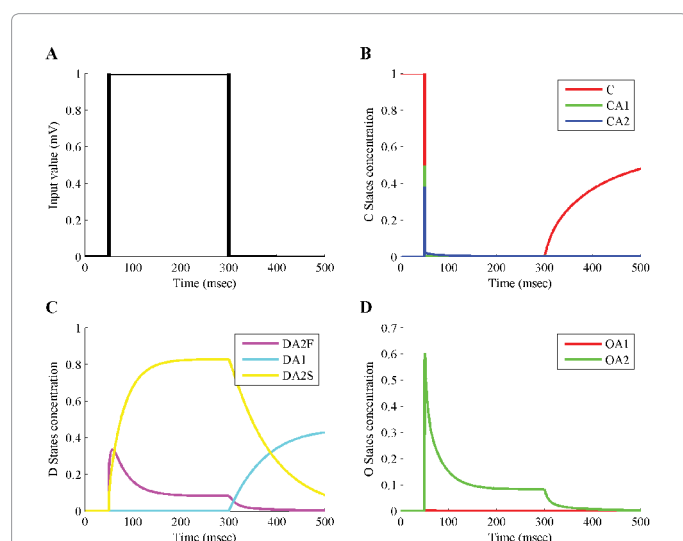 A
B
1
0.8
0.6
0.4
0.2
0
Input value (mV)
0 100 200 300 400 500
Time (msec)
1
0.8
0.6
0.4
0.2
0
C States concentration
C
CA1
CA2
0 100 200 300 400 500
Time (msec)
C
D
1
0.8
0.6
0.4
0.2
0
D States concentration
DA2F
DA1
DA2S
0 100 200 300 400 500
Time (msec)
0.7
0.6
0.5
0.4
0.3
0.2
0.1
0
O States concentration
OA1
OA2
0 100 200 300 400 500
Time (msec)